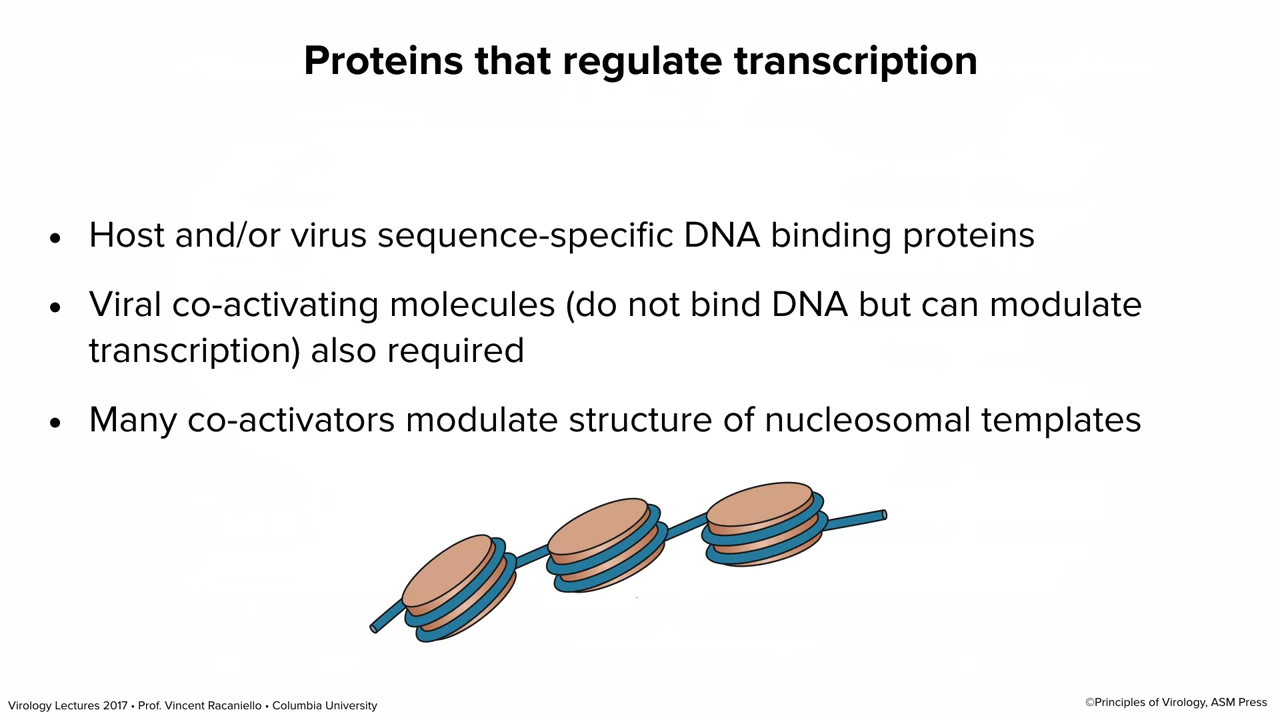 Proteins that regulate transcription
• Host and/or virus sequence-specific DNA binding proteins
• Viral co-activating molecules (do not bind DNA but can modulate
transcription) also required
• Many co-activators modulate structure of nucleosomal templates
Virology Lectures 2017 • Prof. Vincent Racaniello • Columbia University
©Principles of Virology, ASM Press